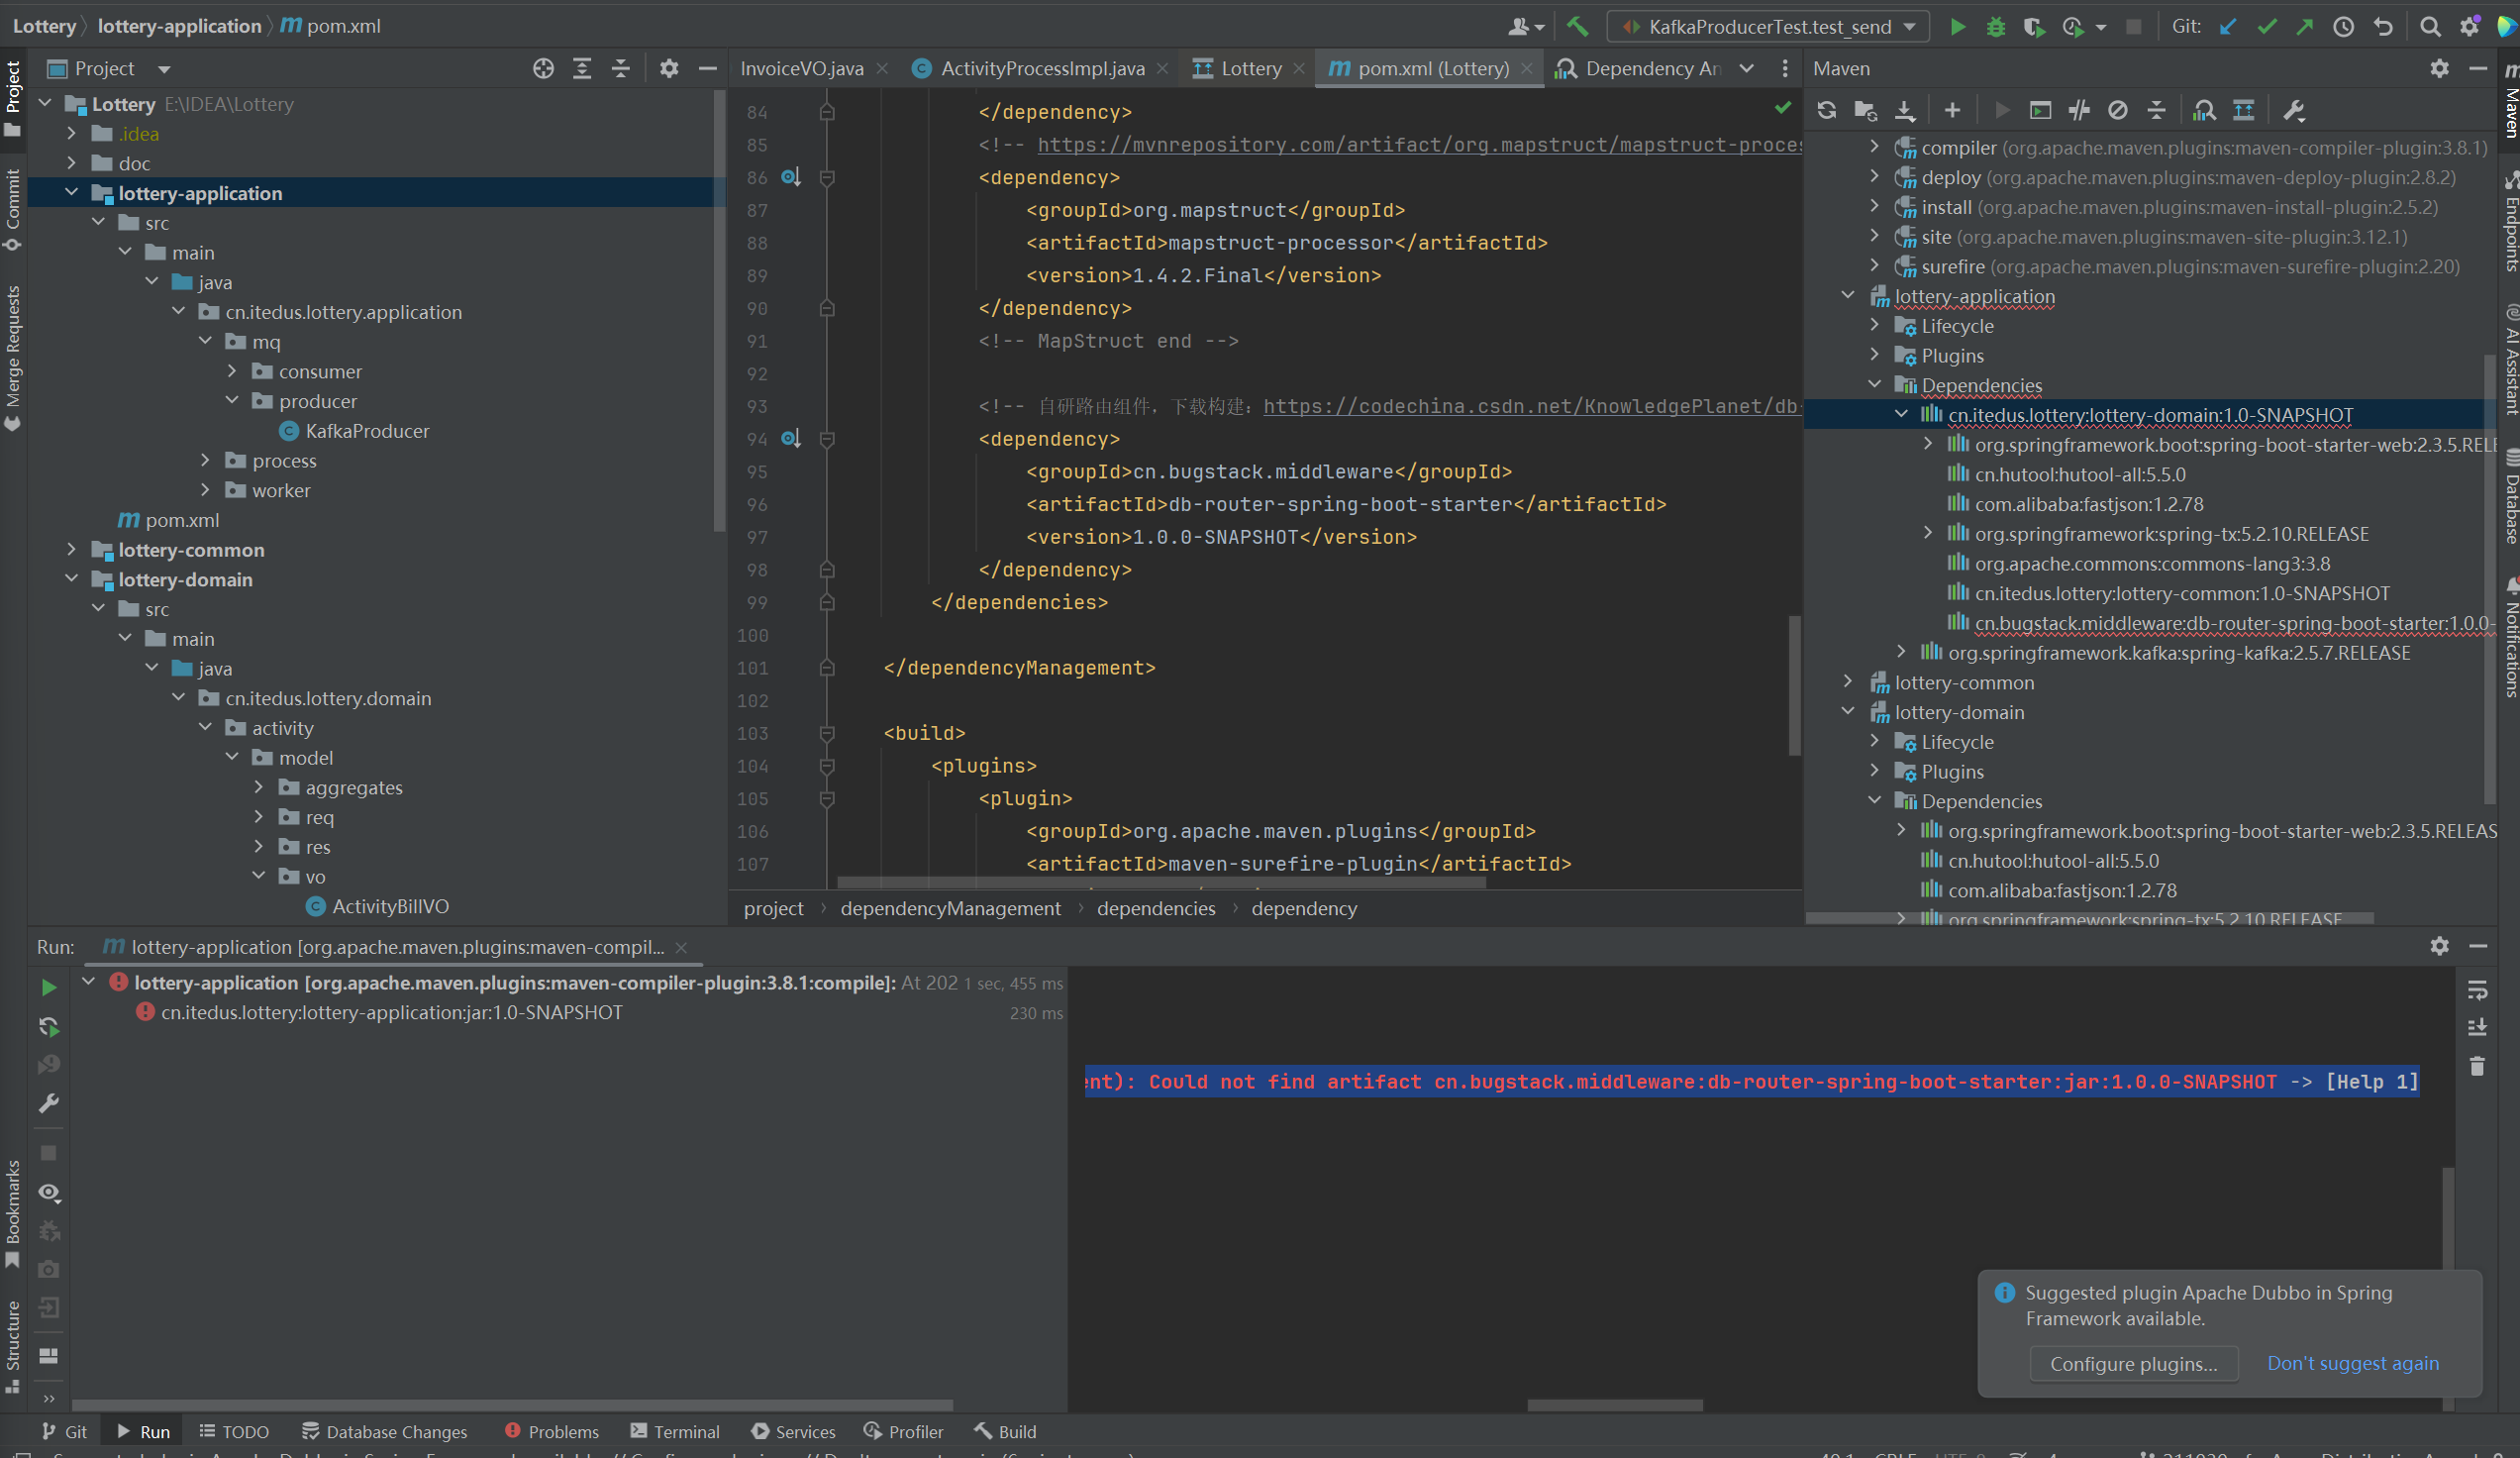 Lottery lottery-application pom.xml
KafkaProducerTest.test_send
Git:
Project
InvoiceVO.java
ActivityProcessImpl.java
Lottery
pom.xml (Lottery)
Dependency An
Maven
Project
Commit
Merge Requests
Bookmarks
Structure
Lottery E:\IDEA\Lottery
.idea
doc
lottery-application
src
main
java
cn.itedus.lottery.application
mq
consumer
producer
KafkaProducer
process
worker
pom.xml
lottery-common
lottery-domain
src
main
java
cn.itedus.lottery.domain
activity
model
aggregates
req
res
vo
ActivityBillVO
84 </dependency>
85 <!-- https://mvnrepository.com/artifact/org.mapstruct/mapstruct-proces
86 <dependency>
87 <groupId>org.mapstruct</groupId>
88 <artifactId>mapstruct-processor</artifactId>
89 <version>1.4.2.Final</version>
90 </dependency>
91 <!-- MapStruct end -->
92
93 <!-- 自研路由组件，下载构建：https://codechina.csdn.net/KnowledgePlanet/db-
94 <dependency>
95 <groupId>cn.bugstack.middleware</groupId>
96 <artifactId>db-router-spring-boot-starter</artifactId>
97 <version>1.0.0-SNAPSHOT</version>
98 </dependency>
99 </dependencies>
100
101 </dependencyManagement>
102
103 <build>
104 <plugins>
105 <plugin>
106 <groupId>org.apache.maven.plugins</groupId>
107 <artifactId>maven-surefire-plugin</artifactId>
project dependencyManagement dependencies dependency
compiler (org.apache.maven.plugins:maven-compiler-plugin:3.8.1)
deploy (org.apache.maven.plugins:maven-deploy-plugin:2.8.2)
install (org.apache.maven.plugins:maven-install-plugin:2.5.2)
site (org.apache.maven.plugins:maven-site-plugin:3.12.1)
surefire (org.apache.maven.plugins:maven-surefire-plugin:2.20)
lottery-application
Lifecycle
Plugins
Dependencies
cn.itedus.lottery:lottery-domain:1.0-SNAPSHOT
org.springframework.boot:spring-boot-starter-web:2.3.5.RELE
cn.hutool:hutool-all:5.5.0
com.alibaba:fastjson:1.2.78
org.springframework:spring-tx:5.2.10.RELEASE
org.apache.commons:commons-lang3:3.8
cn.itedus.lottery:lottery-common:1.0-SNAPSHOT
cn.bugstack.middleware:db-router-spring-boot-starter:1.0.0-
org.springframework.kafka:spring-kafka:2.5.7.RELEASE
lottery-common
lottery-domain
Lifecycle
Plugins
Dependencies
org.springframework.boot:spring-boot-starter-web:2.3.5.RELEAS
cn.hutool:hutool-all:5.5.0
com.alibaba:fastjson:1.2.78
org.springframework:spring-tx:5.2.10.RELEASE
Maven
Endpoints
AI Assistant
Database
Notifications
Run: lottery-application [org.apache.maven.plugins:maven-compil...
lottery-application [org.apache.maven.plugins:maven-compiler-plugin:3.8.1:compile]: At 202 1 sec, 455 ms
cn.itedus.lottery:lottery-application:jar:1.0-SNAPSHOT 230 ms
ent): Could not find artifact cn.bugstack.middleware:db-router-spring-boot-starter:jar:1.0.0-SNAPSHOT -> [Help 1]
Suggested plugin Apache Dubbo in Spring
Framework available.
Configure plugins... Don't suggest again
Git Run TODO Database Changes Problems Terminal Services Profiler Build